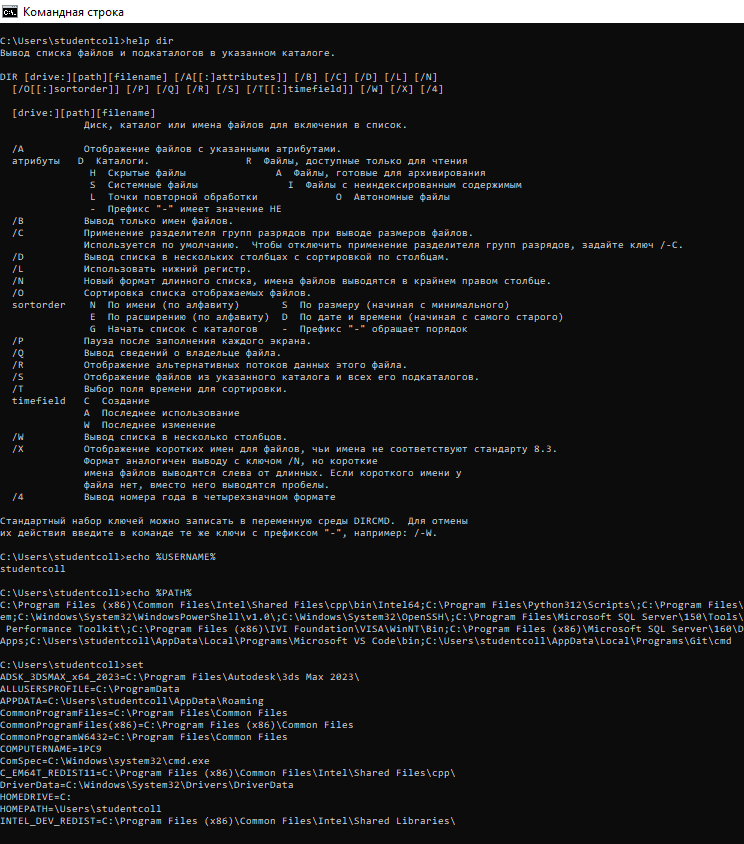 Командная строка
C:\Users\studentcoll>help dir
Вывод списка файлов и подкаталогов в указанном каталоге.
DIR [drive:][path][filename] [/A[[:]attributes]] [/B] [/C] [/D] [/L] [/N]
[/O[[:]sortorder]] [/P] [/Q] [/R] [/S] [/T[[:]timefield]] [/W] [/X] [/4]
[drive:][path][filename]
Диск, каталог или имена файлов для включения в список.
/A Отображение файлов с указанными атрибутами.
атрибуты D Каталоги. R Файлы, доступные только для чтения
H Скрытые файлы A Файлы, готовые для архивирования
S Системные файлы I Файлы с неиндексированным содержимым
L Точки повторной обработки O Автономные файлы
- Префикс "-" имеет значение НЕ
/B Вывод только имен файлов.
/C Применение разделителя групп разрядов при выводе размеров файлов.
Используется по умолчанию. Чтобы отключить применение разделителя групп разрядов, задайте ключ /-C.
/D Вывод списка в нескольких столбцах с сортировкой по столбцам.
/L Использовать нижний регистр.
/N Новый формат длинного списка, имена файлов выводятся в крайнем правом столбце.
/O Сортировка списка отображаемых файлов.
sortorder N По имени (по алфавиту) S По размеру (начиная с минимального)
E По расширению (по алфавиту) D По дате и времени (начиная с самого старого)
G Начать список с каталогов - Префикс "-" обращает порядок
/P Пауза после заполнения каждого экрана.
/Q Вывод сведений о владельце файла.
/R Отображение альтернативных потоков данных этого файла.
/S Отображение файлов из указанного каталога и всех его подкаталогов.
/T Выбор поля времени для сортировки.
timefield C Создание
A Последнее использование
W Последнее изменение
/W Вывод списка в несколько столбцов.
/X Отображение коротких имен для файлов, чьи имена не соответствуют стандарту 8.3.
Формат аналогичен выводу с ключом /N, но короткие
имена файлов выводятся слева от длинных. Если короткого имени у
файла нет, вместо него выводятся пробелы.
/4 Вывод номера года в четырехзначном формате
Стандартный набор ключей можно записать в переменную среды DIRCMD. Для отмены
их действия введите в команде те же ключи с префиксом "-", например: /-W.
C:\Users\studentcoll>echo %USERNAME%
studentcoll
C:\Users\studentcoll>echo %PATH%
C:\Program Files (x86)\Common Files\Intel\Shared Files\cpp\bin\Intel64;C:\Program Files\Python312\Scripts\;C:\Program Files\
em;C:\Windows\System32\WindowsPowerShell\v1.0\;C:\Windows\System32\OpenSSH\;C:\Program Files\Microsoft SQL Server\150\Tools\
Performance Toolkit\;C:\Program Files (x86)\IVI Foundation\VISA\WinNT\Bin;C:\Program Files (x86)\Microsoft SQL Server\160\D
Apps;C:\Users\studentcoll\AppData\Local\Programs\Microsoft VS Code\bin;C:\Users\studentcoll\AppData\Local\Programs\Git\cmd
C:\Users\studentcoll>set
ADSK_3DSMAX_x64_2023=C:\Program Files\Autodesk\3ds Max 2023\
ALLUSERSPROFILE=C:\ProgramData
APPDATA=C:\Users\studentcoll\AppData\Roaming
CommonProgramFiles=C:\Program Files\Common Files
CommonProgramFiles(x86)=C:\Program Files (x86)\Common Files
CommonProgramW6432=C:\Program Files\Common Files
COMPUTERNAME=1PC9
ComSpec=C:\Windows\system32\cmd.exe
C_EM64T_REDIST11=C:\Program Files (x86)\Common Files\Intel\Shared Files\cpp\
DriverData=C:\Windows\System32\Drivers\DriverData
HOMEDRIVE=C:
HOMEPATH=\Users\studentcoll
INTEL_DEV_REDIST=C:\Program Files (x86)\Common Files\Intel\Shared Libraries\